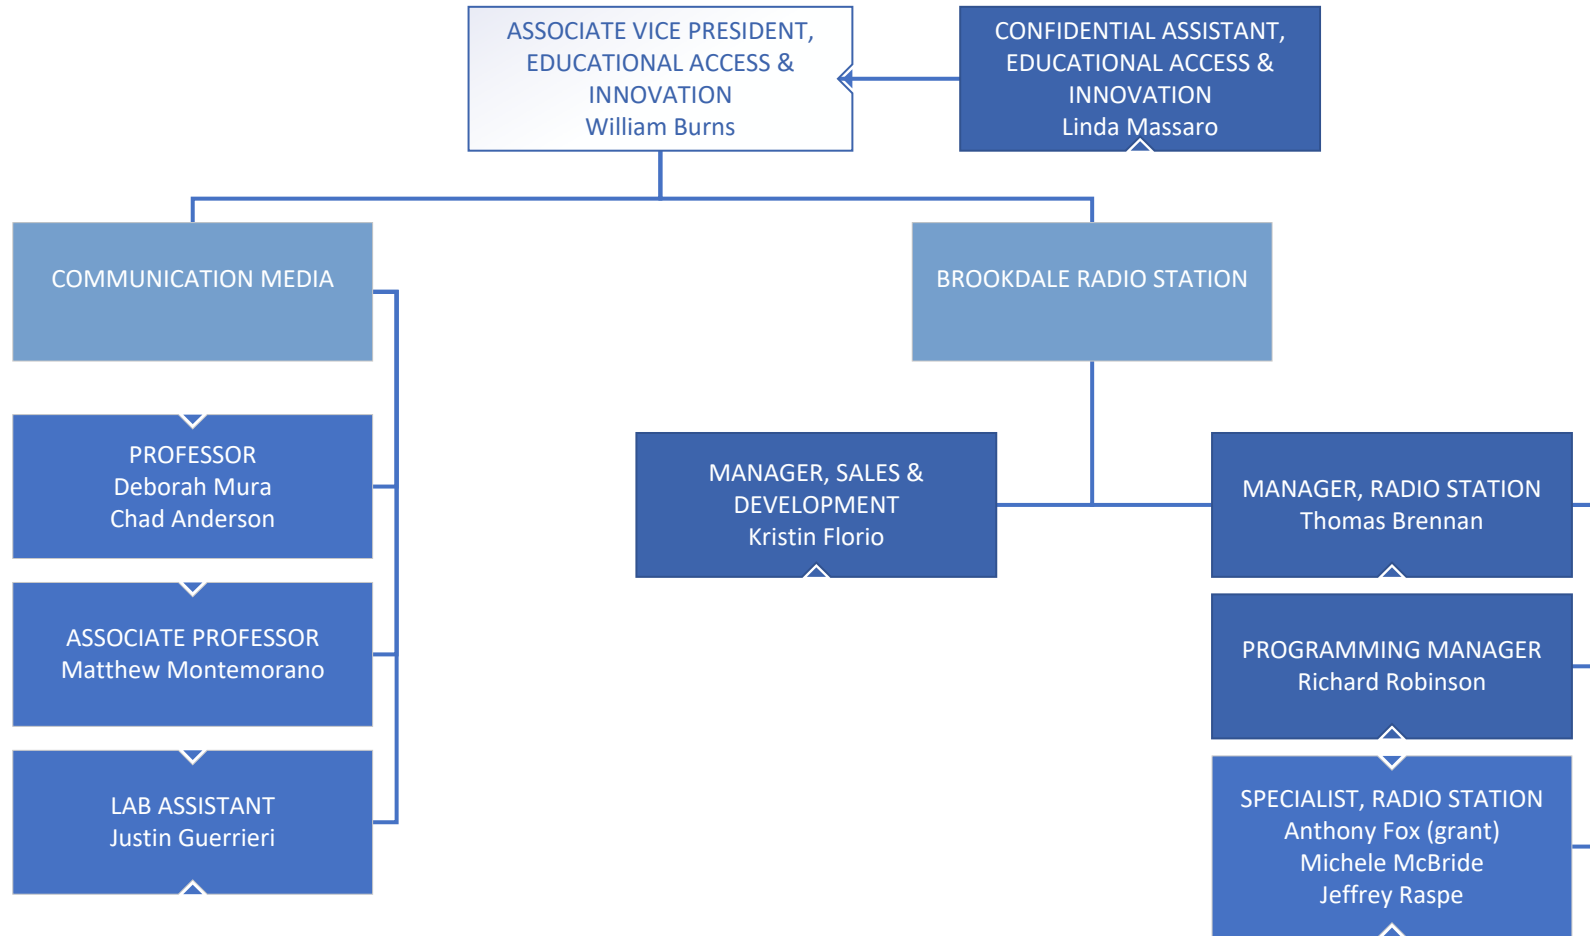 ASSOCIATE VICE PRESIDENT,
EDUCATIONAL ACCESS &
INNOVATION
William Burns
CONFIDENTIAL ASSISTANT,
EDUCATIONAL ACCESS &
INNOVATION
Linda Massaro
COMMUNICATION MEDIA
BROOKDALE RADIO STATION
PROFESSOR
Deborah Mura
Chad Anderson
ASSOCIATE PROFESSOR
Matthew Montemorano
LAB ASSISTANT
Justin Guerrieri
MANAGER, SALES &
DEVELOPMENT
Kristin Florio
MANAGER, RADIO STATION
Thomas Brennan
PROGRAMMING MANAGER
Richard Robinson
SPECIALIST, RADIO STATION
Anthony Fox (grant)
Michele McBride
Jeffrey Raspe